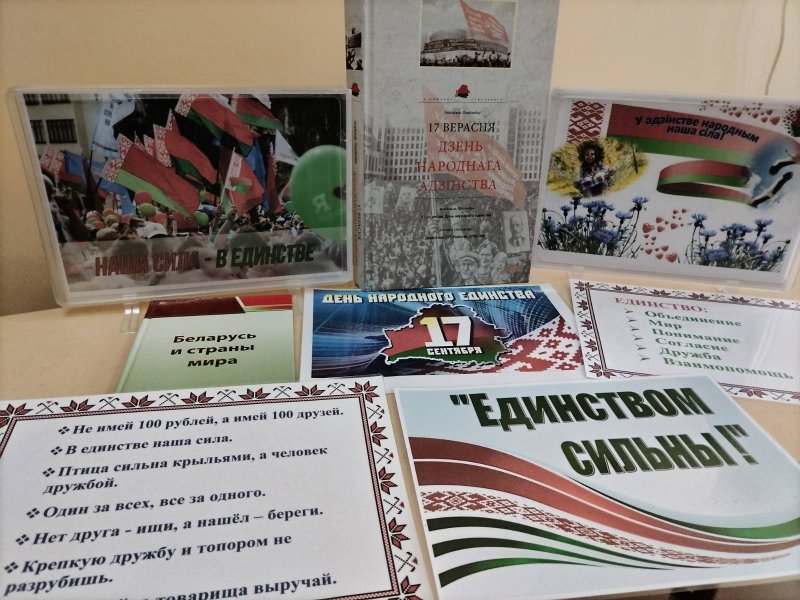 НАША СИЛА - В ЕДИНСТВЕ
17 ВЕРАСНЯ
ДЗЕНЬ
НАРОДНАГА
АДЗІНСТВА
У адзінстве народным
наша сіла!
Беларусь
и страны
мира
ДЕНЬ НАРОДНОГО ЕДИНСТВА
17
СЕНТЯБРЯ
ЕДИНСТВО:
Объединение
Мир
Понимание
Согласие
Дружба
Взаимопомощь
Не имей 100 рублей, а имей 100 друзей.
В единстве наша сила.
Птица сильна крыльями, а человек
дружбой.
Один за всех, все за одного.
Нет друга - ищи, а нашёл – береги.
Крепкую дружбу и топором не
разрубишь.
товарища выручай.
"ЕДИНСТВОМ
СИЛЬНЫ!"